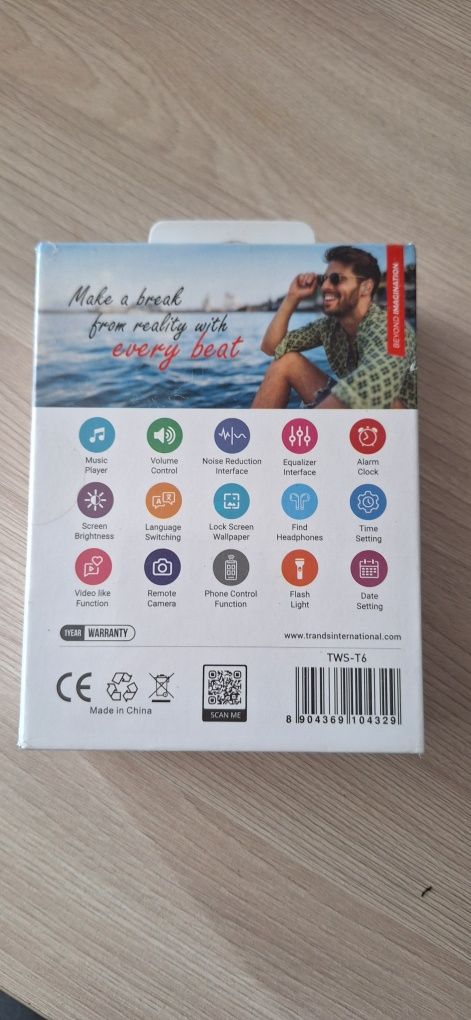 Make a break
from reality with
every beat
BEYOND IMAGINATION
Music
Player
Volume
Control
Noise Reduction
Interface
Equalizer
Interface
Alarm
Clock
Screen
Brightness
Language
Switching
Lock Screen
Wallpaper
Find
Headphones
Time
Setting
Video like
Function
Remote
Camera
Phone Control
Function
Flash
Light
Date
Setting
1YEAR WARRANTY
www.trandsinternational.com
TWS-T6
CE
Made in China
SCAN ME
8 904369 104329